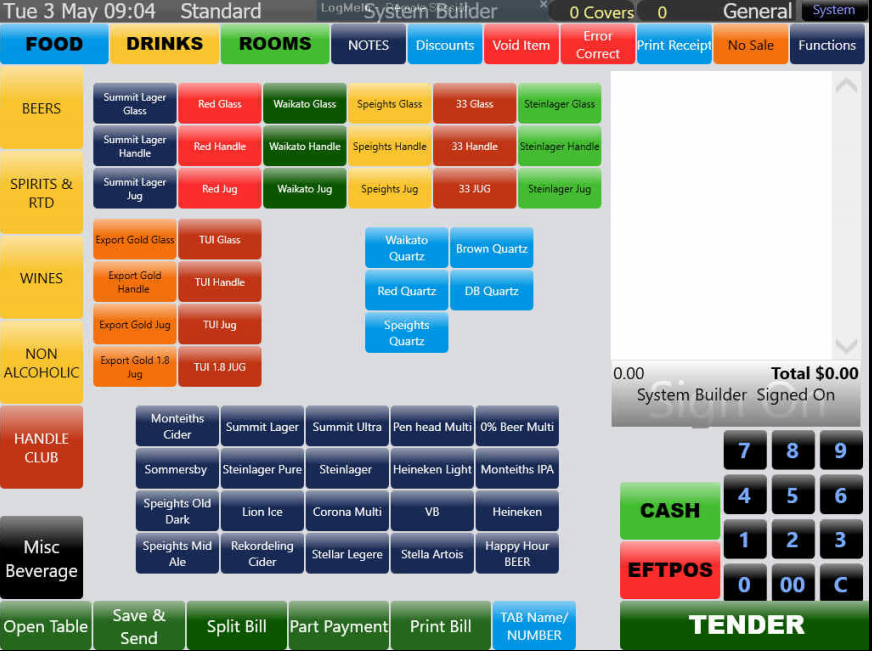 Tue 3 May 09:04 Standard System Builder 0 Covers 0 General System
FOOD DRINKS ROOMS NOTES Discounts Void Item Error Correct Print Receipt No Sale Functions
BEERS
SPIRITS &
RTD
WINES
NON
ALCOHOLIC
HANDLE
CLUB
Misc
Beverage
Summit Lager Glass Red Glass Waikato Glass Speights Glass 33 Glass Steinlager Glass
Summit Lager Handle Red Handle Waikato Handle Speights Handle 33 Handle Steinlager Handle
Summit Lager Jug Red Jug Waikato Jug Speights Jug 33 JUG Steinlager Jug
Export Gold Glass TUI Glass
Export Gold Handle TUI Handle
Export Gold Jug TUI Jug
Export Gold 1.8 Jug TUI 1.8 JUG
Waikato Quartz Brown Quartz
Red Quartz DB Quartz
Speights Quartz
Monteiths Cider Summit Lager Summit Ultra Pen head Multi 0% Beer Multi
Sommersby Steinlager Pure Steinlager Heineken Light Monteiths IPA
Speights Old Dark Lion Ice Corona Multi VB Heineken
Speights Mid Ale Rekordeling Cider Stellar Legere Stella Artois Happy Hour BEER
0.00 Total $0.00
System Builder Signed On
Sign On
7 8 9
4 5 6
1 2 3
0 00 C
CASH
EFTPOS
TENDER
Open Table Save & Send Split Bill Part Payment Print Bill TAB Name/ NUMBER